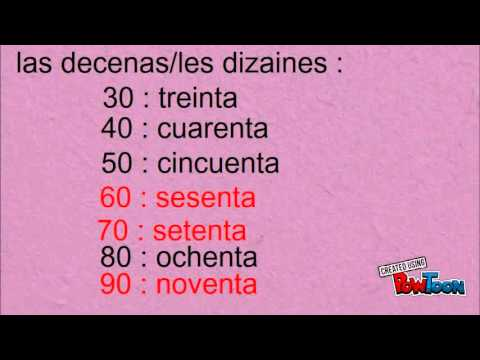 las decenas/les dizaines :
30 : treinta
40 : cuarenta
50 : cincuenta
60 : sesenta
70 : setenta
80 : ochenta
90 : noventa
CREATED USING
POWTOON